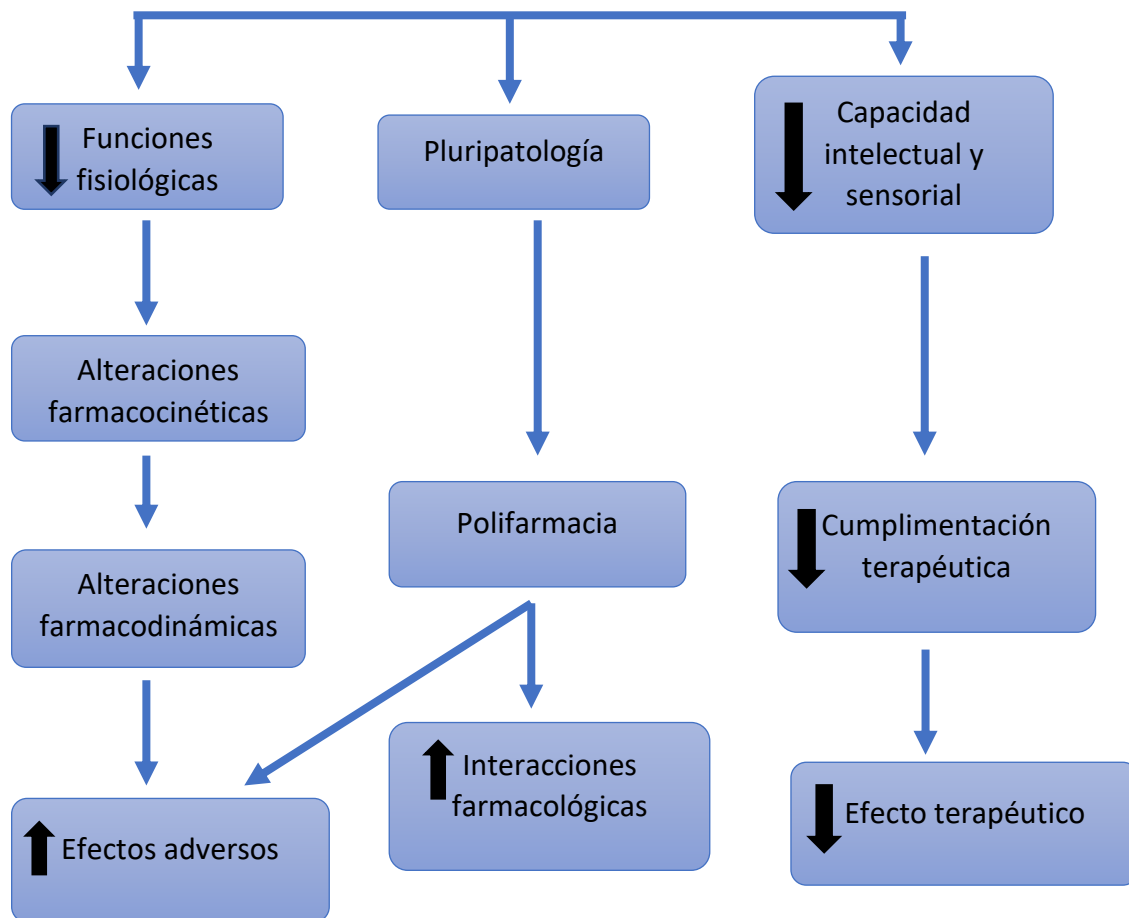 Funciones
fisiológicas
Pluripatología
Capacidad
intelectual y
sensorial
Alteraciones
farmacocinéticas
Polifarmacia
Cumplimentación
terapéutica
Alteraciones
farmacodinámicas
Interacciones
farmacológicas
Efecto terapéutico
Efectos adversos